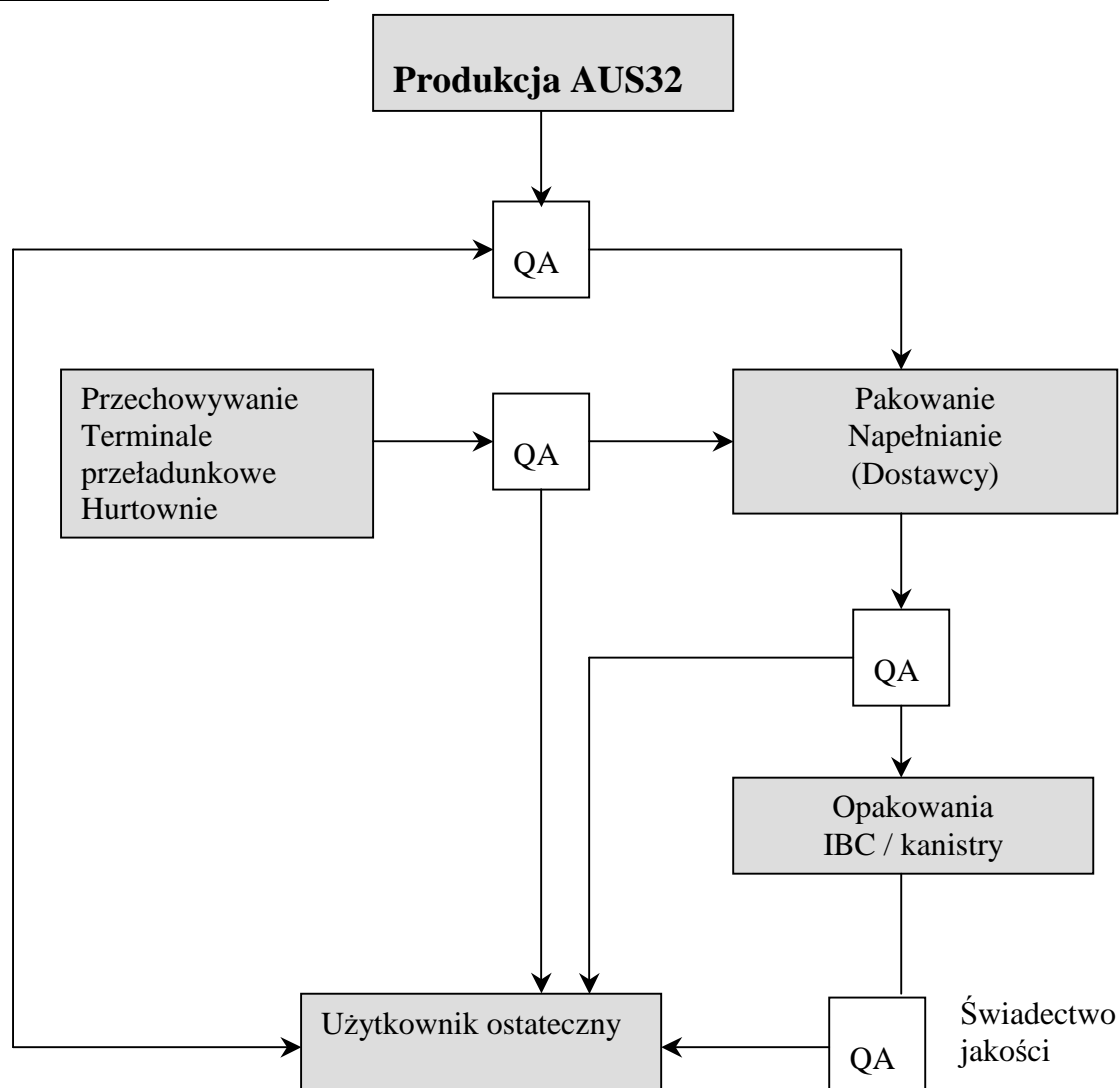 Produkcja AUS32
QA
Przechowywanie
Terminale
przeładunkowe
Hurtownie
QA
Pakowanie
Napełnianie
(Dostawcy)
QA
Opakowania
IBC / kanistry
Użytkownik ostateczny
QA
Świadectwo
jakości